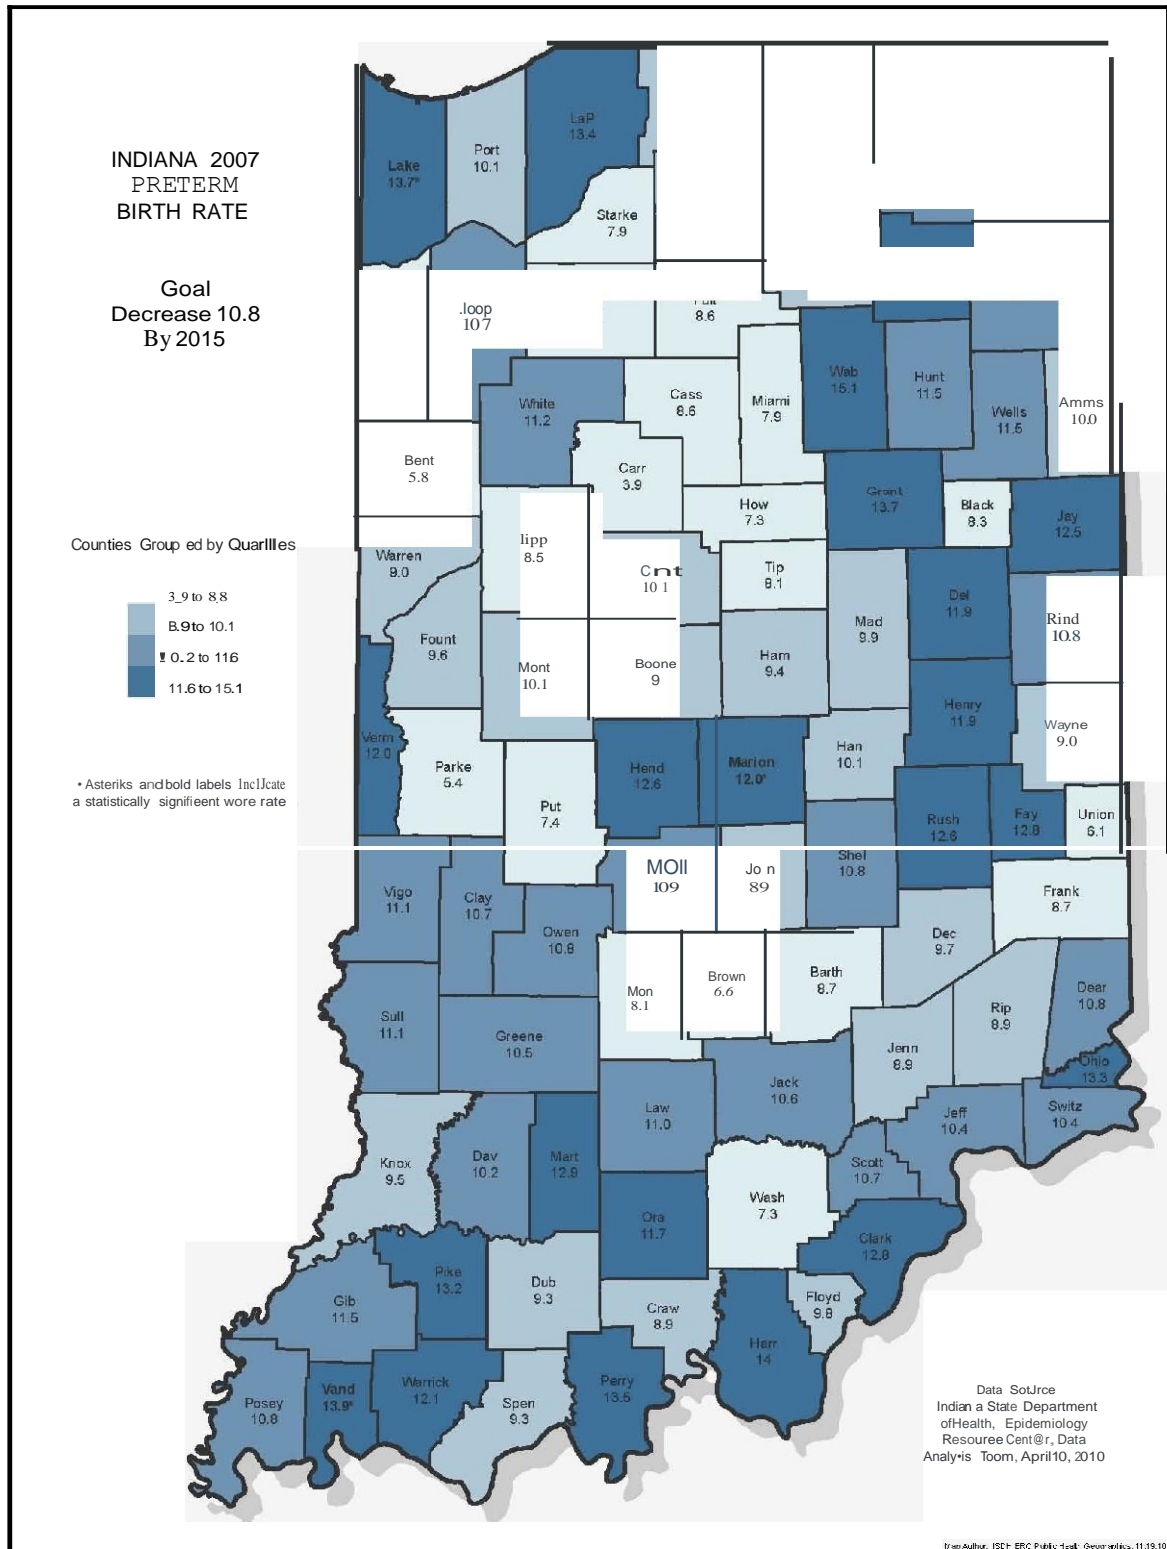 INDIANA 2007
PRETERM
BIRTH RATE
Goal
Decrease 10.8
By 2015
Counties Group ed by QuarIlles
3_9 to 8,8
B.9 to 10.1
! 0..2 to 116
11.6 to 15.1
• Asteriks and bold labels InclJcate
a statistically signifieent wore rate
Lake
13.7*
Port
10.1
LaP
13.4
Starke
7.9
.loop
107
8.6
White
11.2
Cass
8.6
Miami
7.9
Wab
15.1
Hunt
11.5
Wells
11.5
Amms
10.0
Bent
5.8
Carr
3.9
How
7.3
Grant
13.7
Black
8.3
Jay
12.5
Warren
9.0
lipp
8.5
Cnt
10 1
Tip
8.1
Mad
9.9
Del
11.9
Rind
10.8
Fount
9.6
Mont
10.1
Boone
9
Ham
9.4
Henry
11.9
Wayne
9.0
Verm
12.0
Parke
5.4
Put
7.4
Hend
12.6
Marion
12.0*
Han
10.1
Rush
12.6
Fay
12.8
Union
6.1
Vigo
11.1
Clay
10.7
Owen
10.8
MOll
109
Jo n
89
Shel
10.8
Dec
9.7
Frank
8.7
Sull
11.1
Greene
10.5
Mon
8.1
Brown
6.6
Barth
8.7
Jenn
8.9
Rip
8.9
Dear
10.8
Ohio
13.3
Knox
9.5
Dav
10.2
Mart
12.9
Law
11.0
Jack
10.6
Scott
10.7
Jeff
10.4
Switz
10.4
Ora
11.7
Wash
7.3
Clark
12.8
Gib
11.5
Pike
13.2
Dub
9.3
Craw
8.9
Harr
14
Floyd
9.8
Posey
10.8
Vand
13.9*
Warrick
12.1
Spen
9.3
Perry
13.5
Data SotJrce
Indian a State Department
ofHealth, Epidemiology
Resouree Cent@r, Data
Analy•is Toom, April10, 2010
Map Author: ISDH ERC Public Health Geographics, 11.19.10